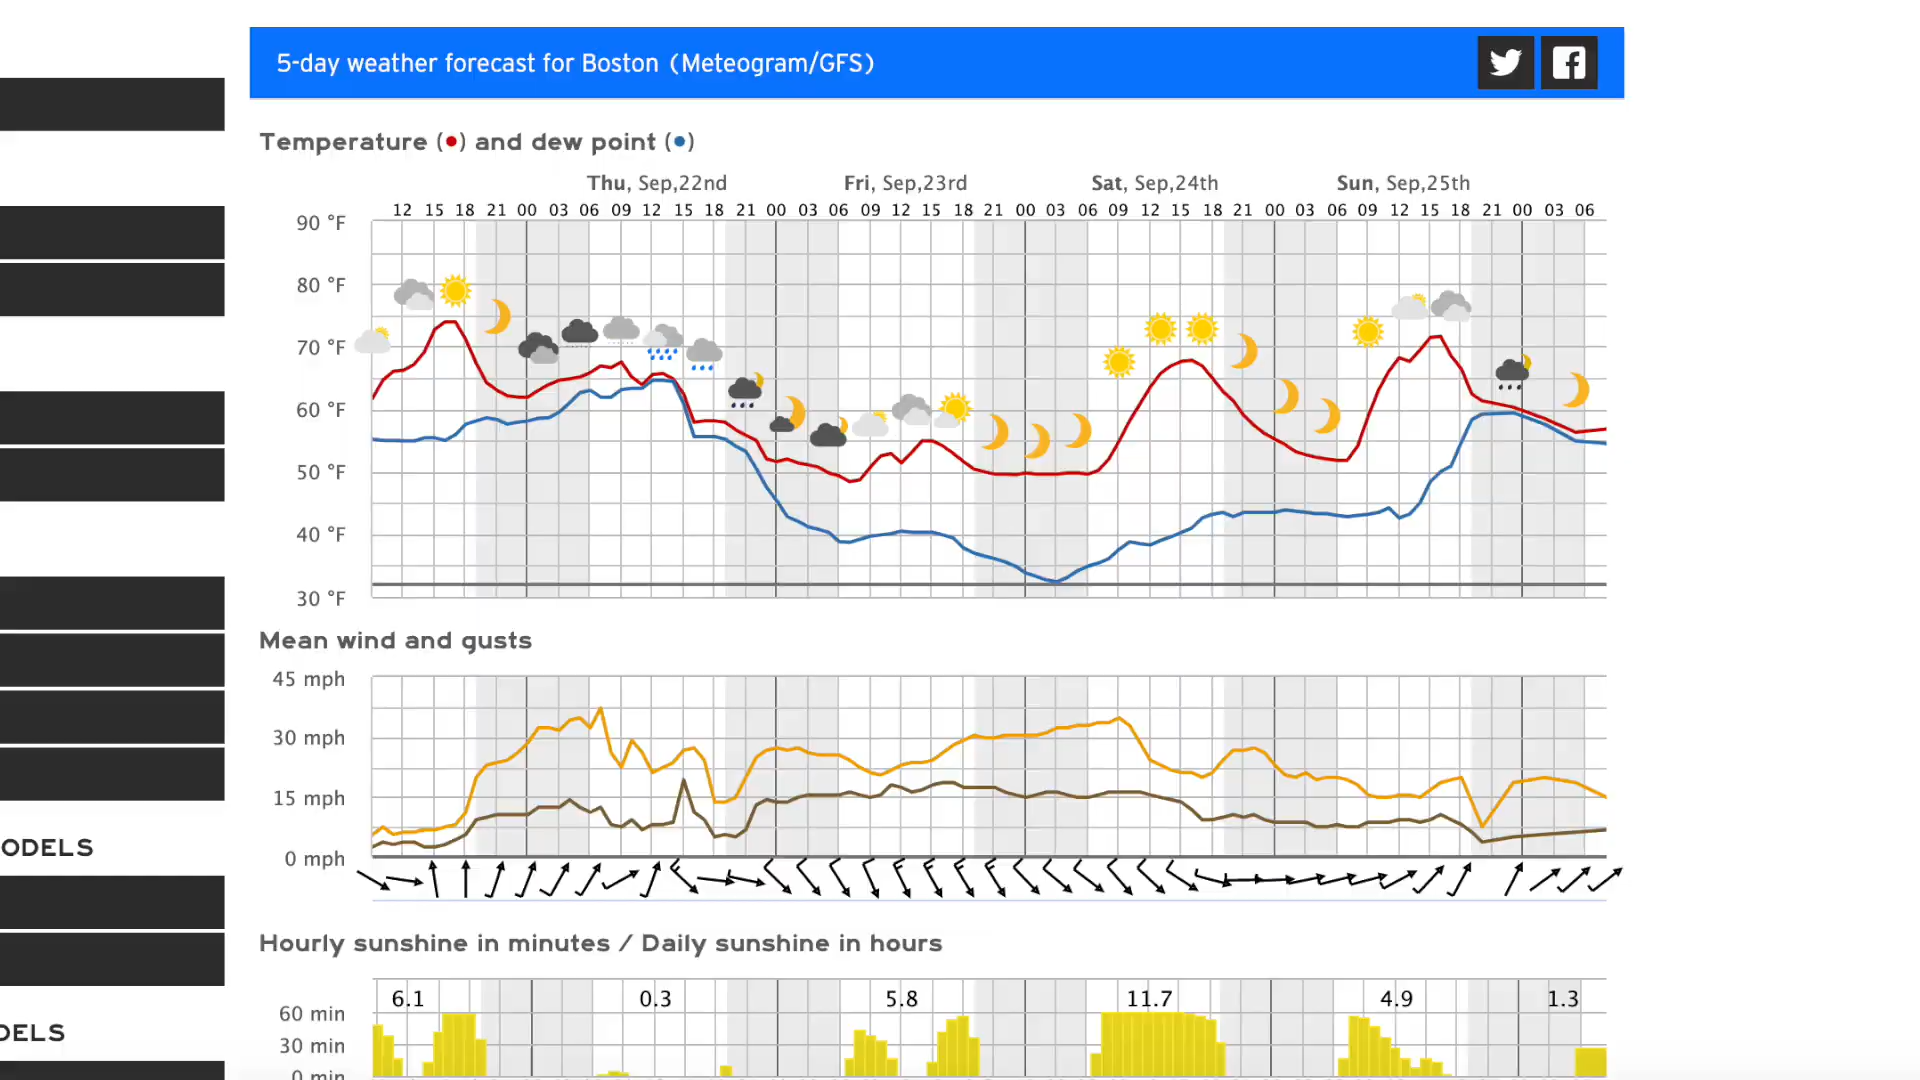 5-day weather forecast for Boston (Meteogram/GFS)
Temperature (●) and dew point (●)
Thu, Sep,22nd Fri, Sep,23rd Sat, Sep,24th Sun, Sep,25th
12 15 18 21 00 03 06 09 12 15 18 21 00 03 06 09 12 15 18 21 00 03 06 09 12 15 18 21 00 03 06 09 12 15 18 21 00 03 06
90 °F
80 °F
70 °F
60 °F
50 °F
40 °F
30 °F
Mean wind and gusts
45 mph
30 mph
15 mph
0 mph
ODELS
Hourly sunshine in minutes / Daily sunshine in hours
6.1 0.3 5.8 11.7 4.9 1.3
60 min
DELS
30 min
0 min